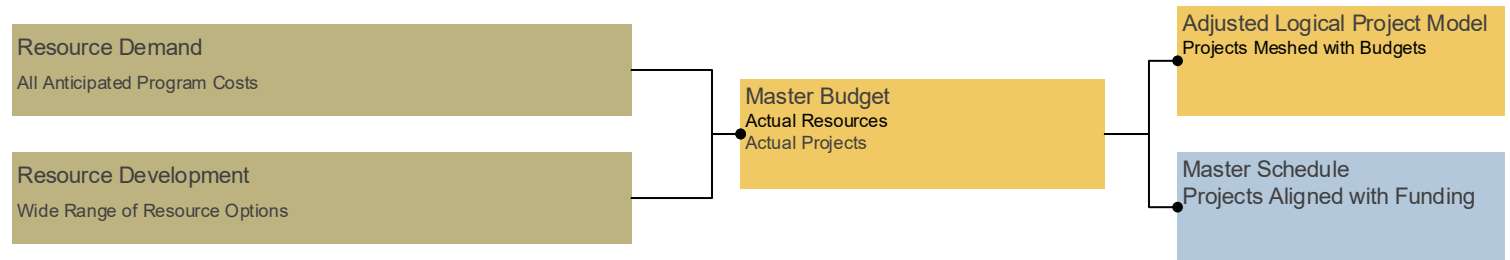 Resource Demand
All Anticipated Program Costs
Resource Development
Wide Range of Resource Options
Master Budget
Actual Resources
Actual Projects
Adjusted Logical Project Model
Projects Meshed with Budgets
Master Schedule
Projects Aligned with Funding